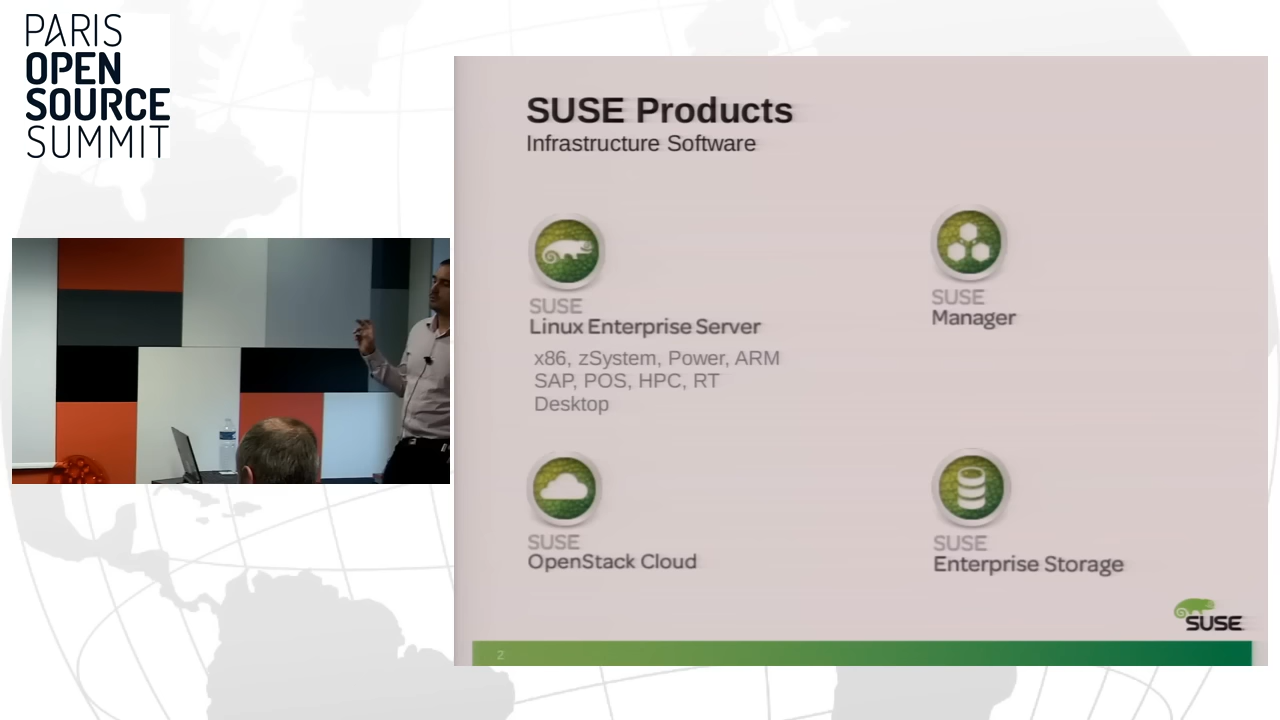 PARIS
OPEN
SOURCE
SUMMIT
SUSE Products
Infrastructure Software
SUSE
Linux Enterprise Server
x86, zSystem, Power, ARM
SAP, POS, HPC, RT
Desktop
SUSE
Manager
SUSE
OpenStack Cloud
SUSE
Enterprise Storage
SUSE
2